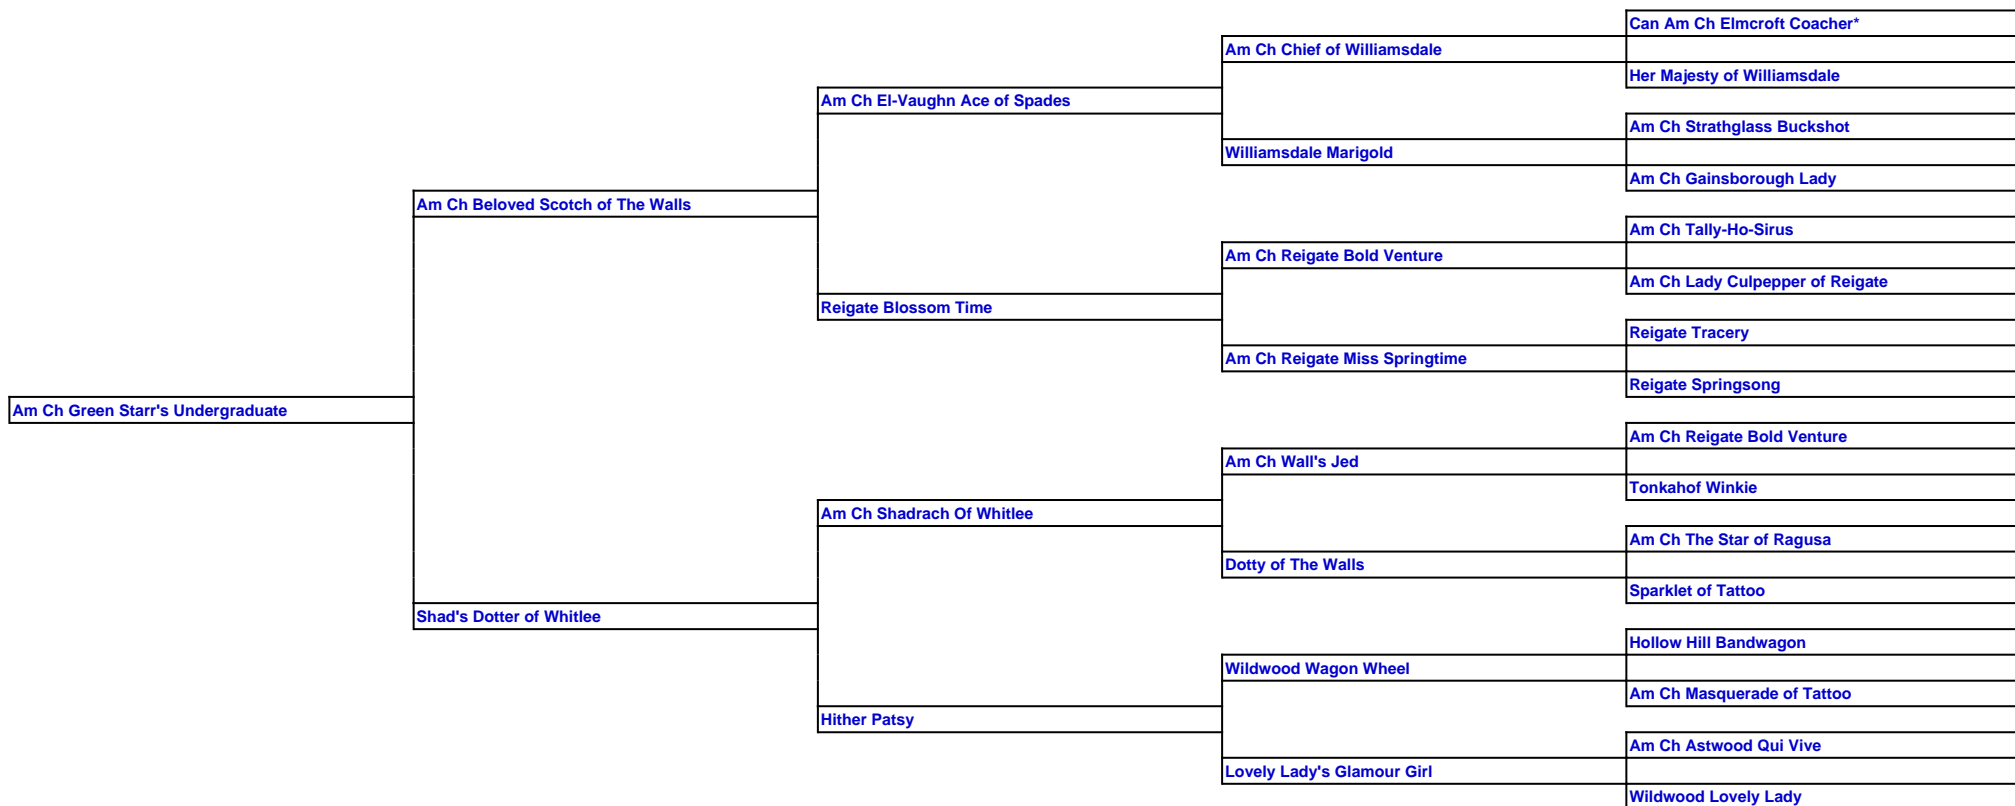 Can Am Ch Elmcroft Coacher*
Am Ch Chief of Williamsdale
Her Majesty of Williamsdale
Am Ch El-Vaughn Ace of Spades
Am Ch Strathglass Buckshot
Williamsdale Marigold
Am Ch Gainsborough Lady
Am Ch Beloved Scotch of The Walls
Am Ch Tally-Ho-Sirus
Am Ch Reigate Bold Venture
Am Ch Lady Culpepper of Reigate
Reigate Blossom Time
Reigate Tracery
Am Ch Reigate Miss Springtime
Reigate Springsong
Am Ch Green Starr's Undergraduate
Am Ch Reigate Bold Venture
Am Ch Wall's Jed
Tonkahof Winkie
Am Ch Shadrach Of Whitlee
Am Ch The Star of Ragusa
Dotty of The Walls
Sparklet of Tattoo
Shad's Dotter of Whitlee
Hollow Hill Bandwagon
Wildwood Wagon Wheel
Am Ch Masquerade of Tattoo
Hither Patsy
Am Ch Astwood Qui Vive
Lovely Lady's Glamour Girl
Wildwood Lovely Lady